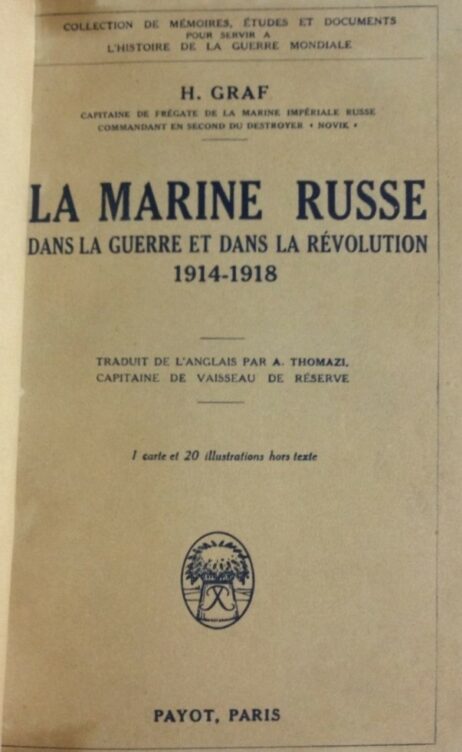 COLLECTION DE MÉMOIRES, ÉTUDES ET DOCUMENTS
POUR SERVIR A
L'HISTOIRE DE LA GUERRE MONDIALE
H. GRAF
CAPITAINE DE FRÉGATE DE LA MARINE IMPÉRIALE RUSSE
COMMANDANT EN SECOND DU DESTROYER « NOVIK »
LA MARINE RUSSE
DANS LA GUERRE ET DANS LA RÉVOLUTION
1914-1918
TRADUIT DE L'ANGLAIS PAR A. THOMAZI,
CAPITAINE DE VAISSEAU DE RÉSERVE
1 carte et 20 illustrations hors texte
PAYOT, PARIS